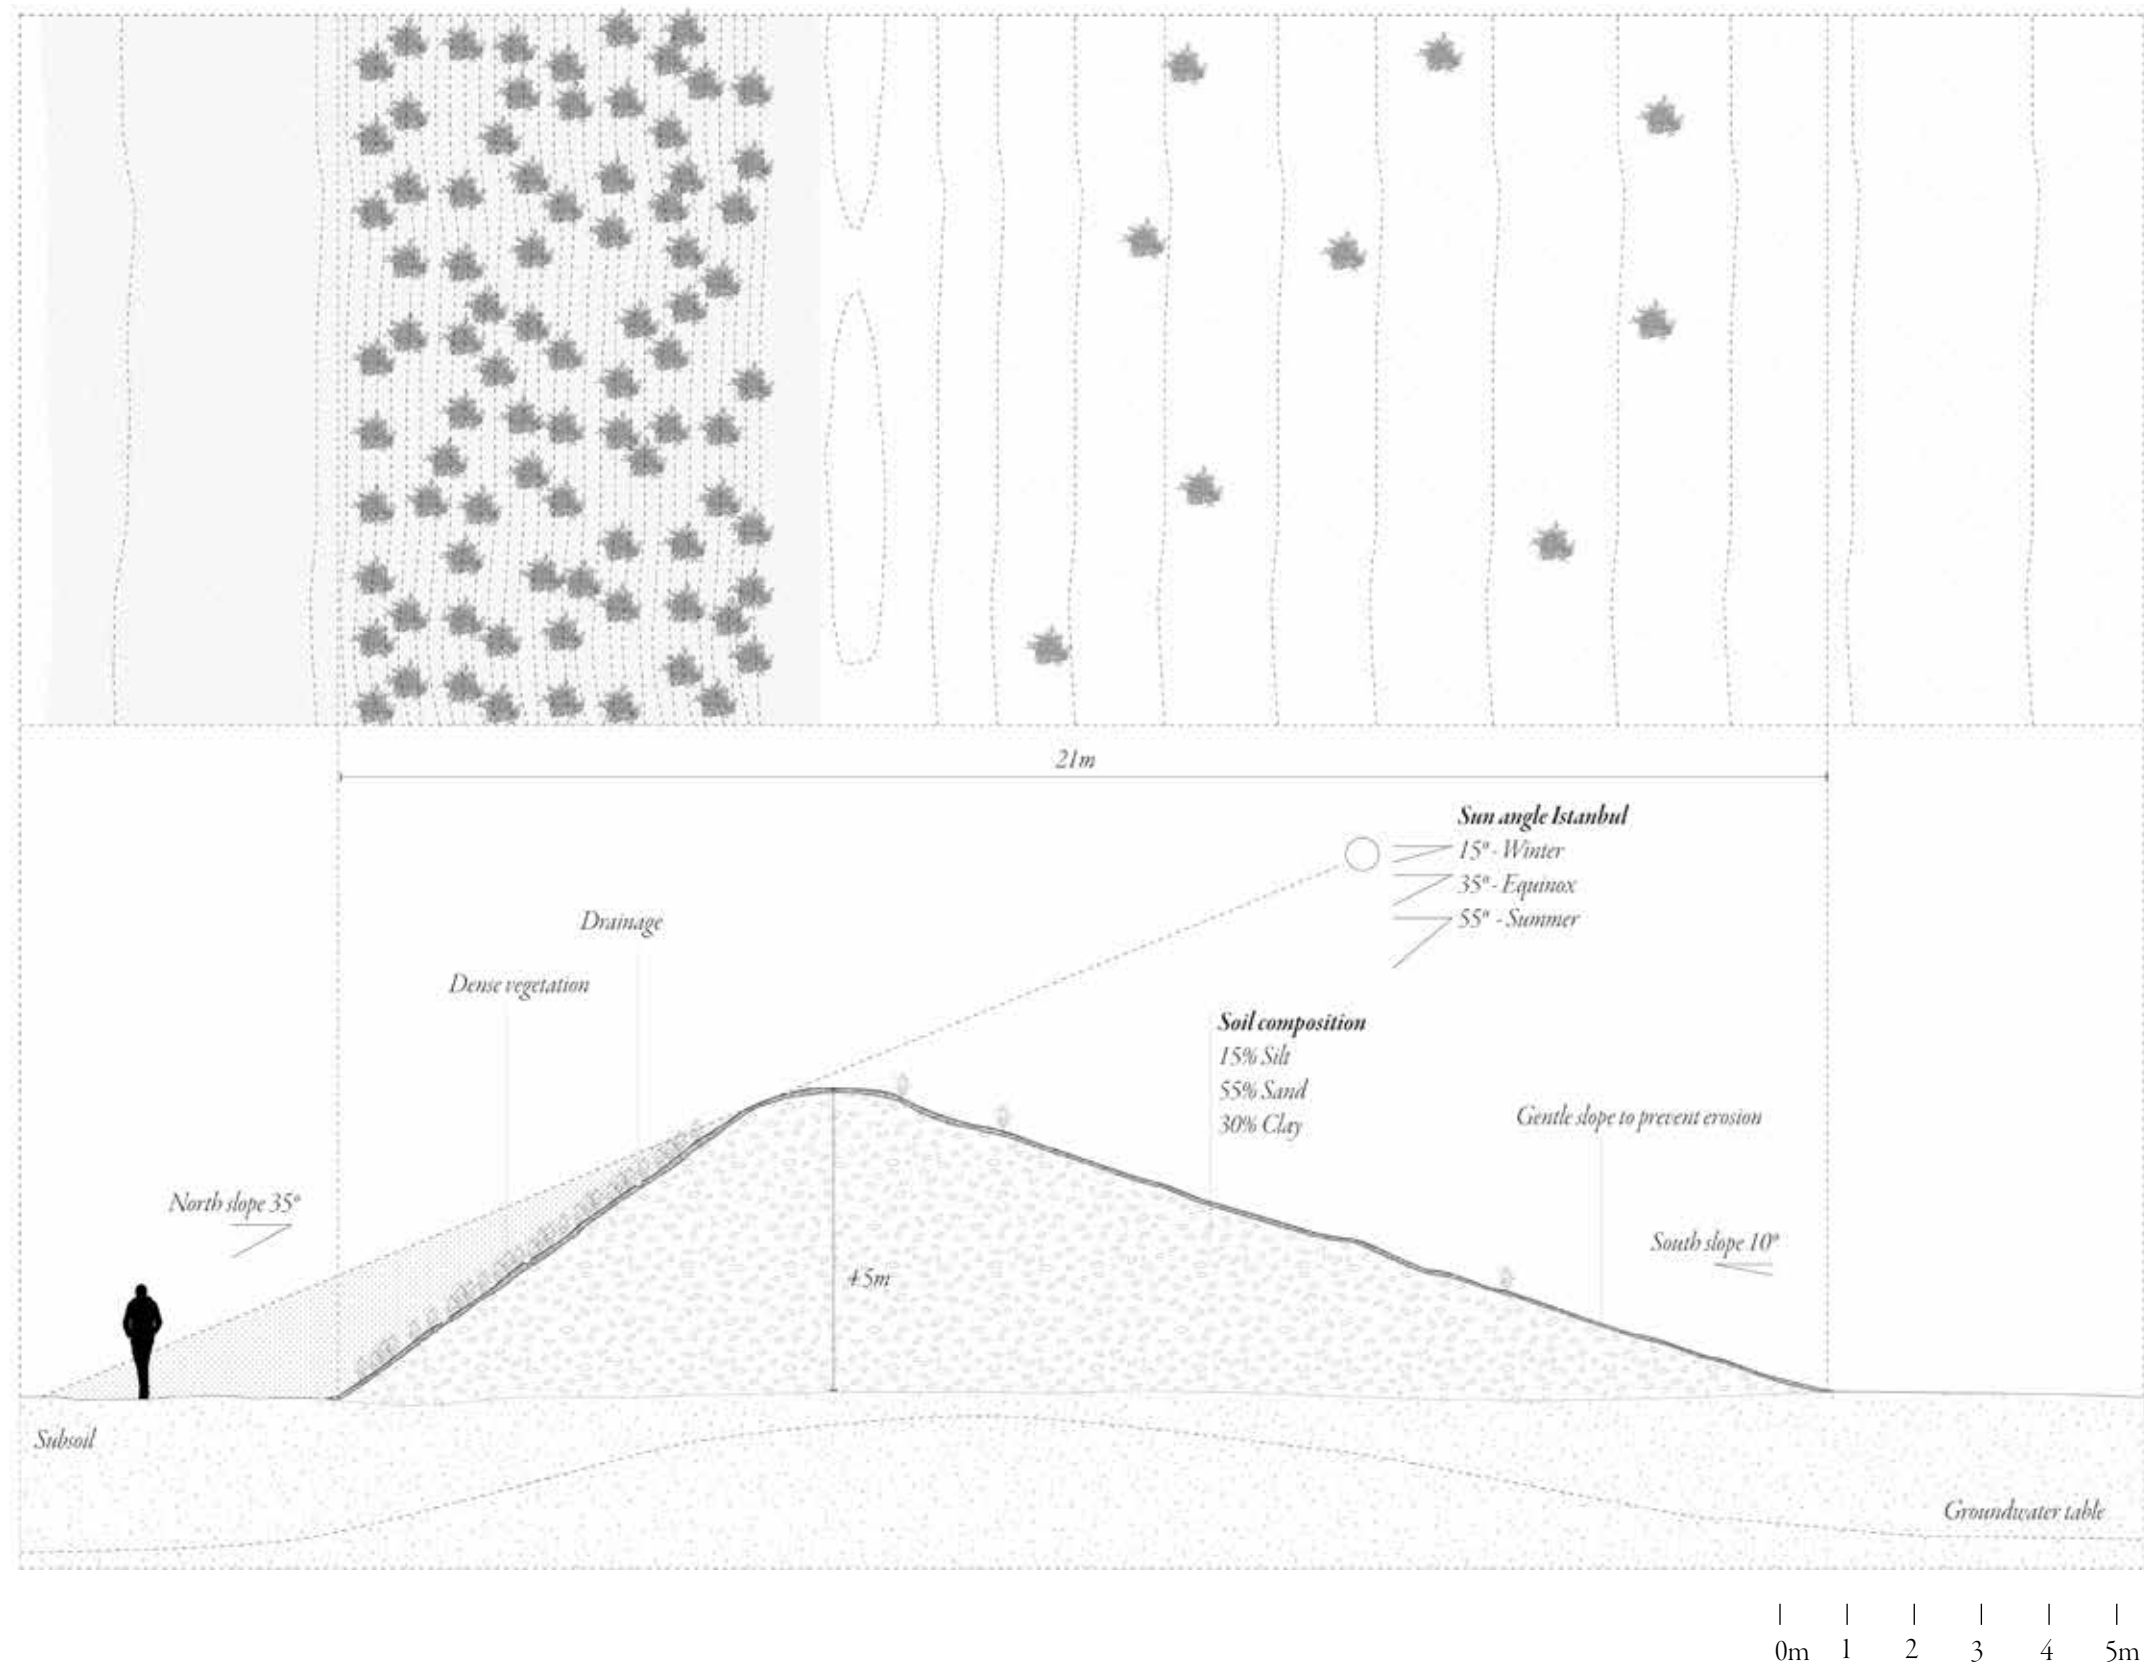 21m
Sun angle Istanbul
15º - Winter
35º - Equinox
55º - Summer
Drainage
Dense vegetation
Soil composition
15% Silt
55% Sand
30% Clay
Gentle slope to prevent erosion
North slope 35º
South slope 10º
4.5m
Subsoil
Groundwater table
0m 1 2 3 4 5m